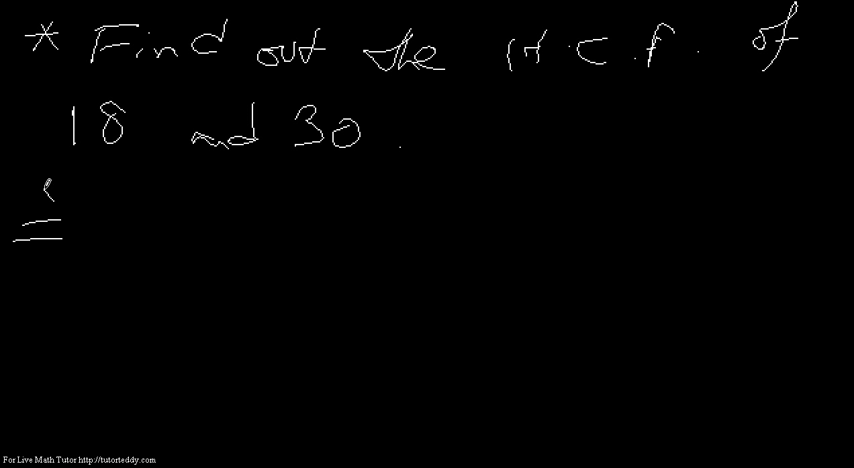 * Find out the H.C.F. of
18 and 30.
For Live Math Tutor http://tutorteddy.com